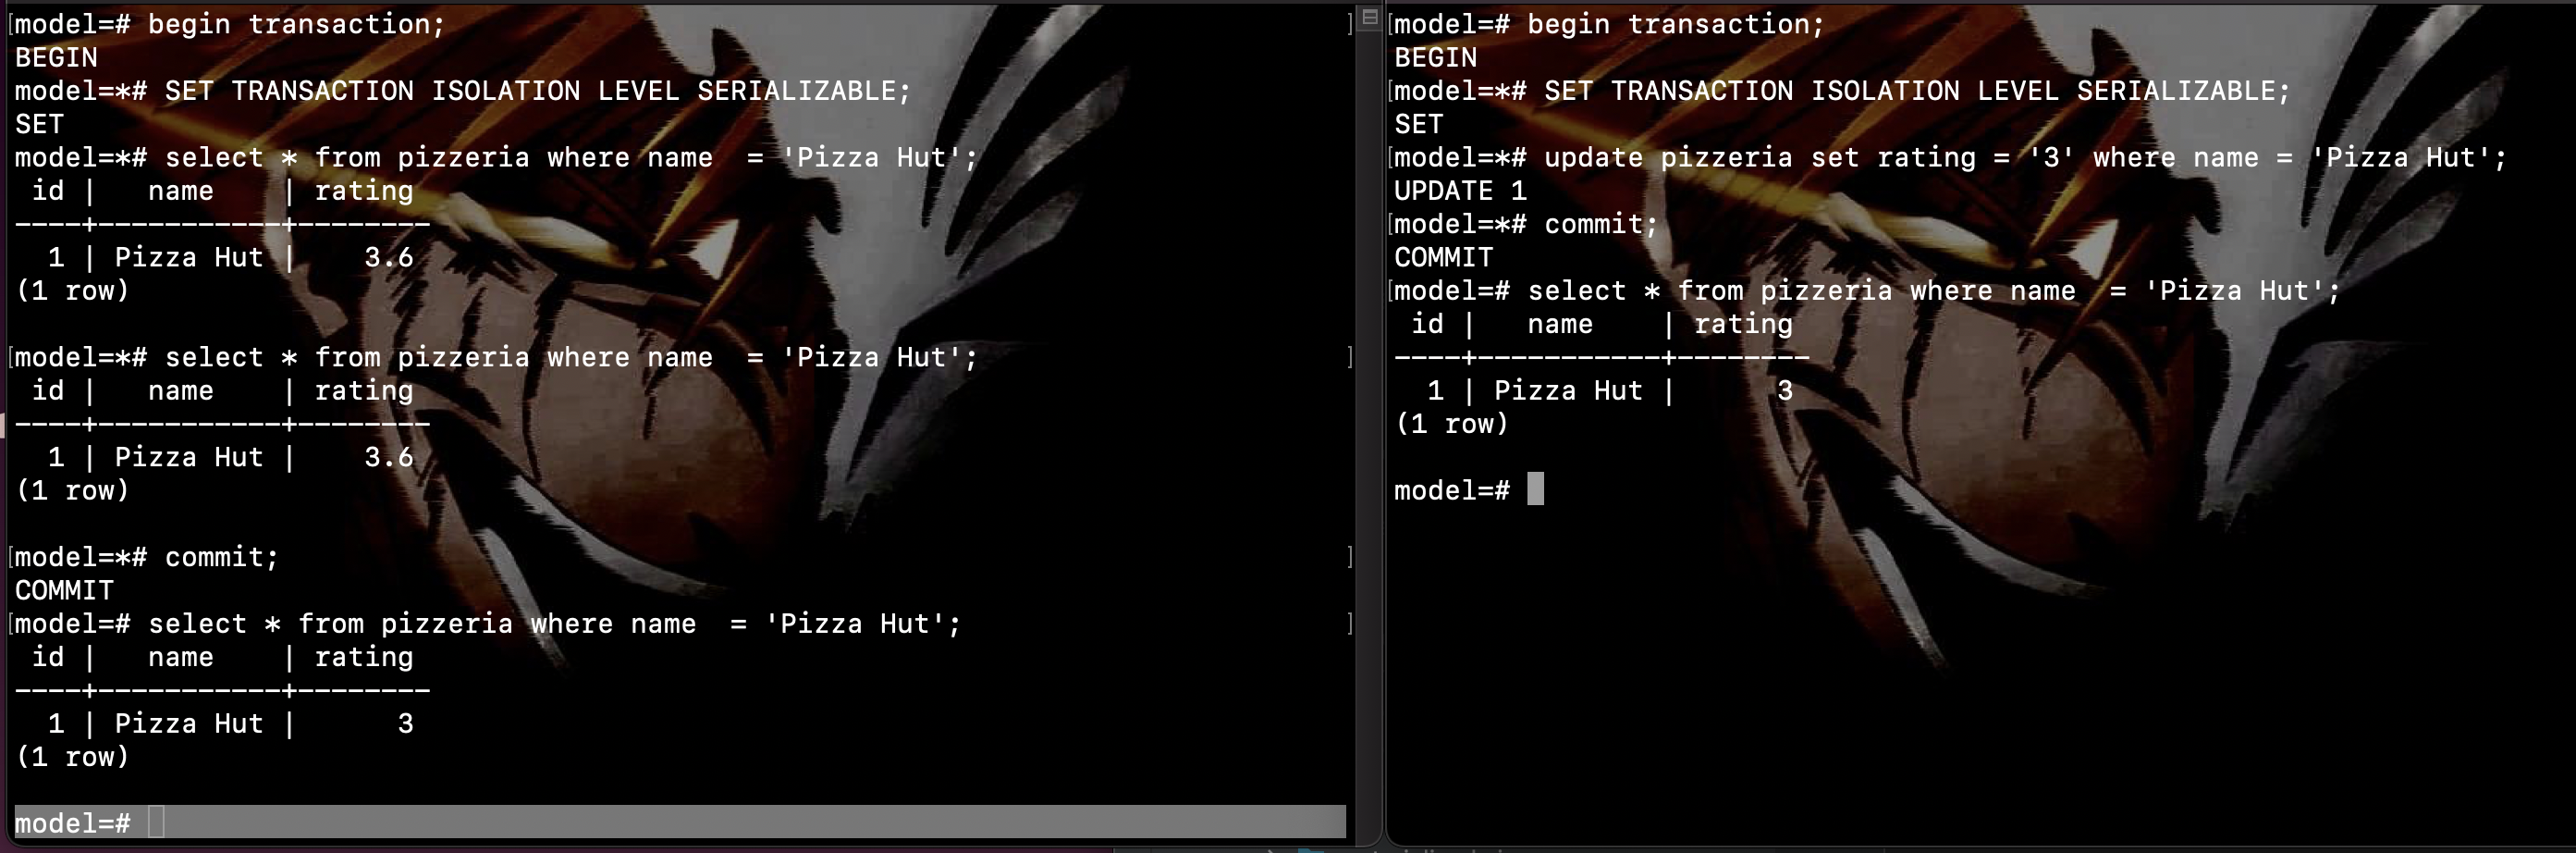 model=# begin transaction;
BEGIN
model=*# SET TRANSACTION ISOLATION LEVEL SERIALIZABLE;
SET
model=*# select * from pizzeria where name  = 'Pizza Hut';
 id |   name    | rating
----+-----------+--------
  1 | Pizza Hut |    3.6
(1 row)
model=*# select * from pizzeria where name  = 'Pizza Hut';
 id |   name    | rating
----+-----------+--------
  1 | Pizza Hut |    3.6
(1 row)
model=*# commit;
COMMIT
model=# select * from pizzeria where name  = 'Pizza Hut';
 id |   name    | rating
----+-----------+--------
  1 | Pizza Hut |      3
(1 row)
model=#
model=# begin transaction;
BEGIN
model=*# SET TRANSACTION ISOLATION LEVEL SERIALIZABLE;
SET
model=*# update pizzeria set rating = '3' where name = 'Pizza Hut';
UPDATE 1
model=*# commit;
COMMIT
model=# select * from pizzeria where name  = 'Pizza Hut';
 id |   name    | rating
----+-----------+--------
  1 | Pizza Hut |      3
(1 row)
model=#